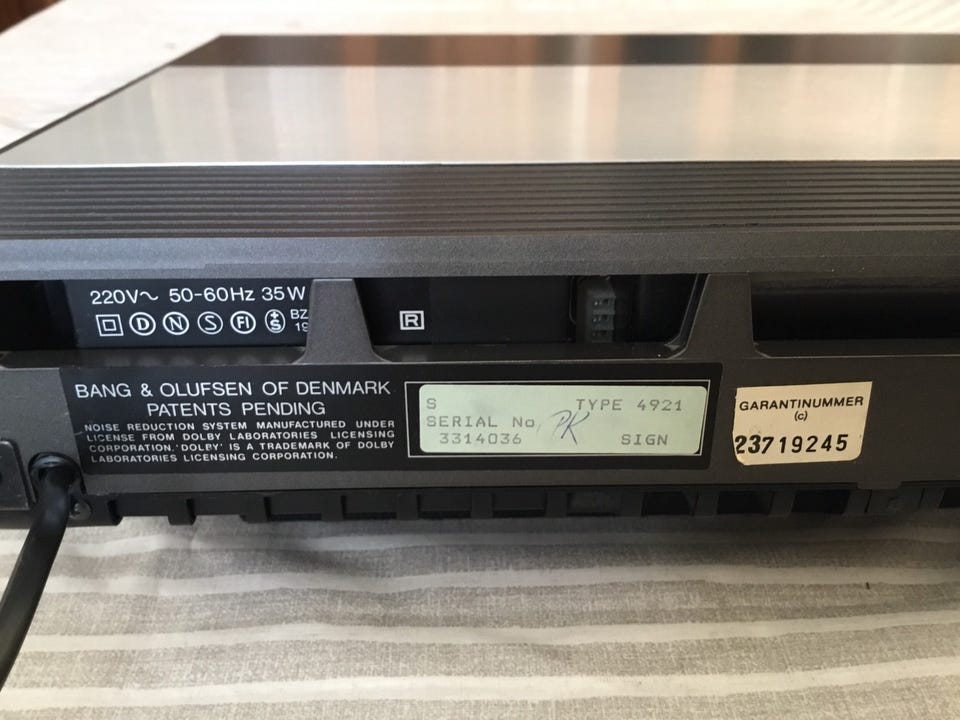 220V~ 50-60Hz 35W
D N S FI S BZ
19
R
BANG & OLUFSEN OF DENMARK
PATENTS PENDING
NOISE REDUCTION SYSTEM MANUFACTURED UNDER
LICENSE FROM DOLBY LABORATORIES LICENSING
CORPORATION. 'DOLBY' IS A TRADEMARK OF DOLBY
LABORATORIES LICENSING CORPORATION.
S TYPE 4921
SERIAL No PK
3314036 SIGN
GARANTINUMMER
(c)
23719245